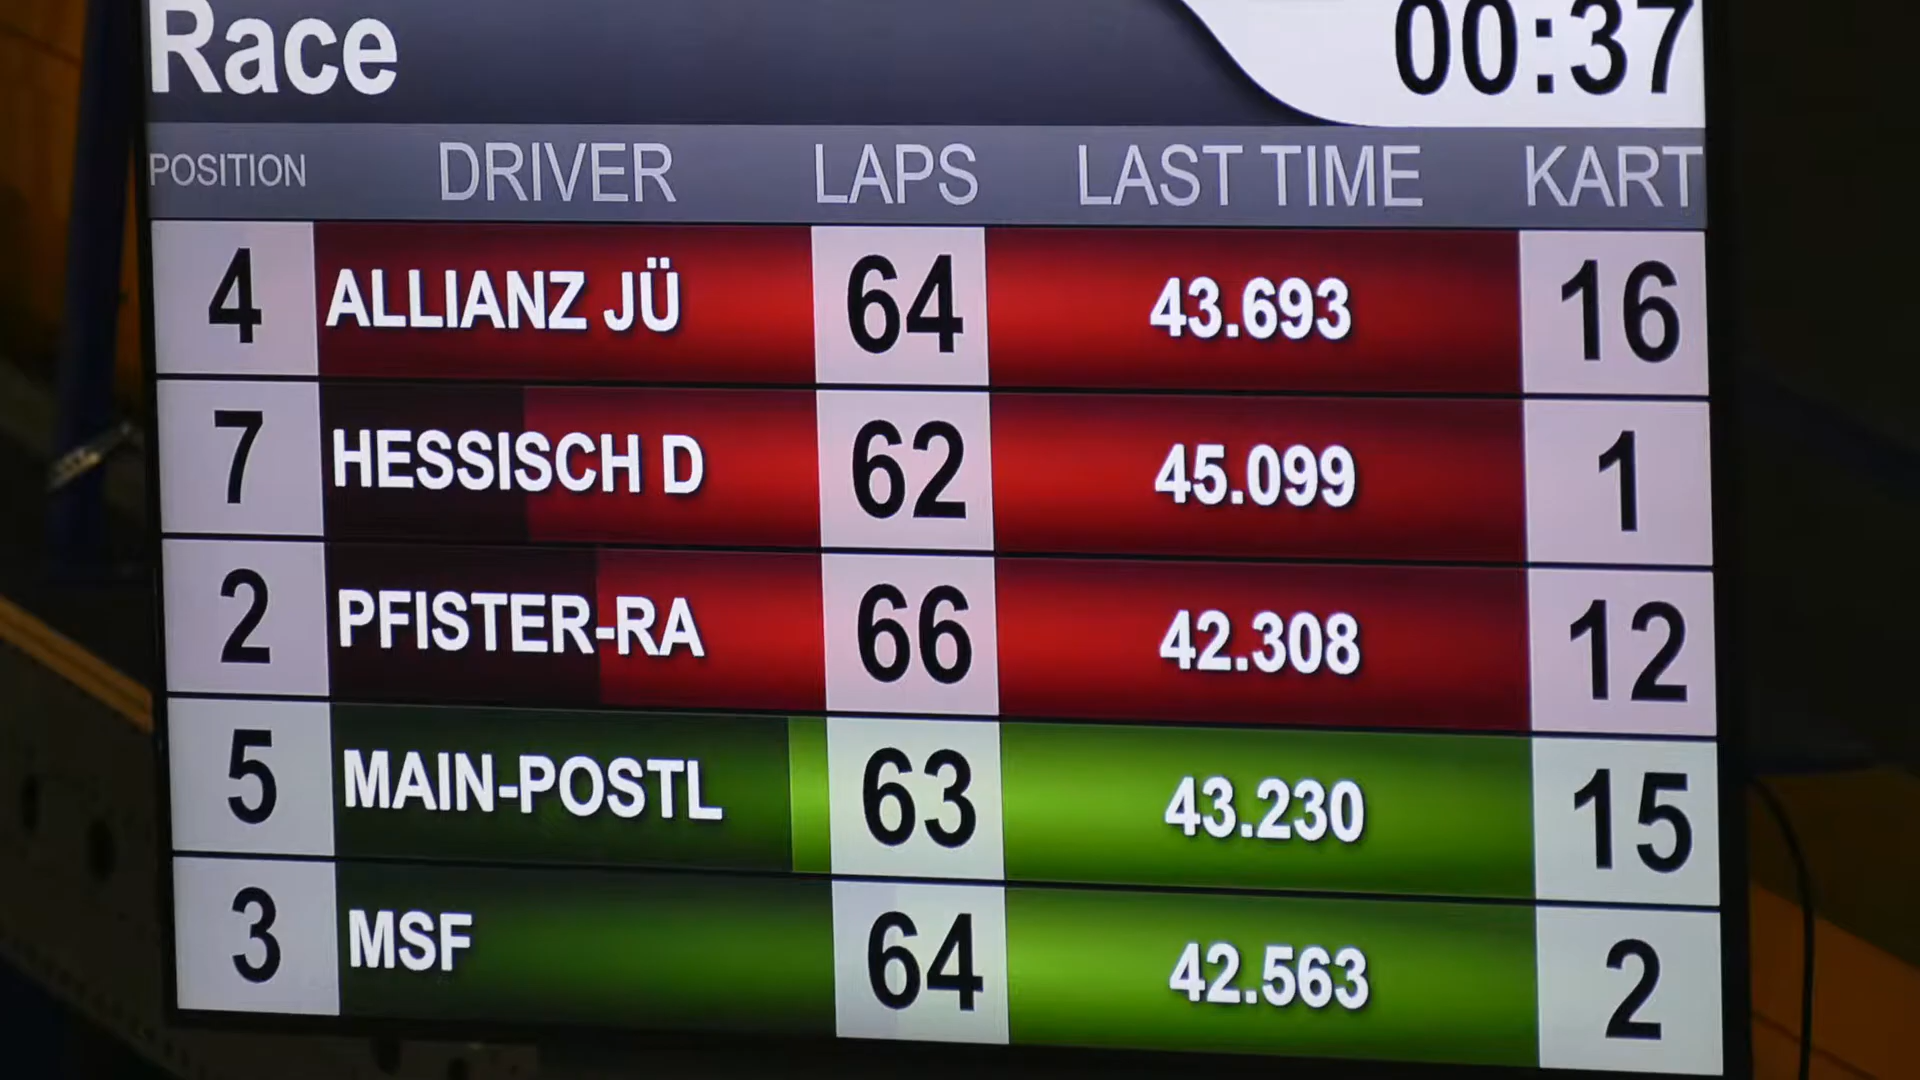 Race 00:37
POSITION DRIVER LAPS LAST TIME KART
4 ALLIANZ JÜ 64 43.693 16
7 HESSISCH D 62 45.099 1
2 PFISTER-RA 66 42.308 12
5 MAIN-POSTL 63 43.230 15
3 MSF 64 42.563 2